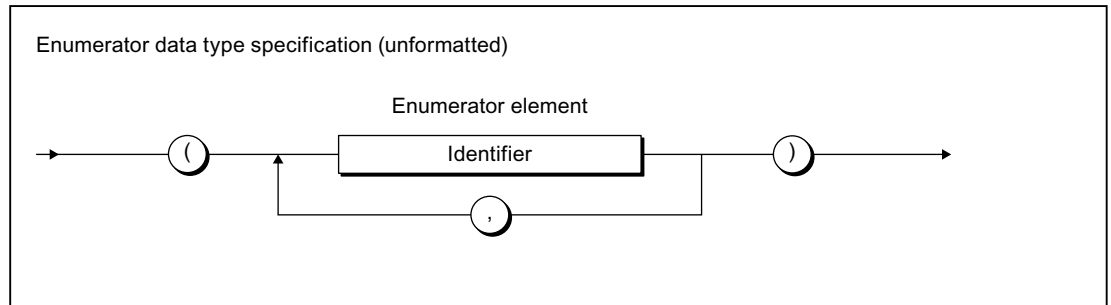 Enumerator data type specification (unformatted)
Enumerator element
( Identifier )
,